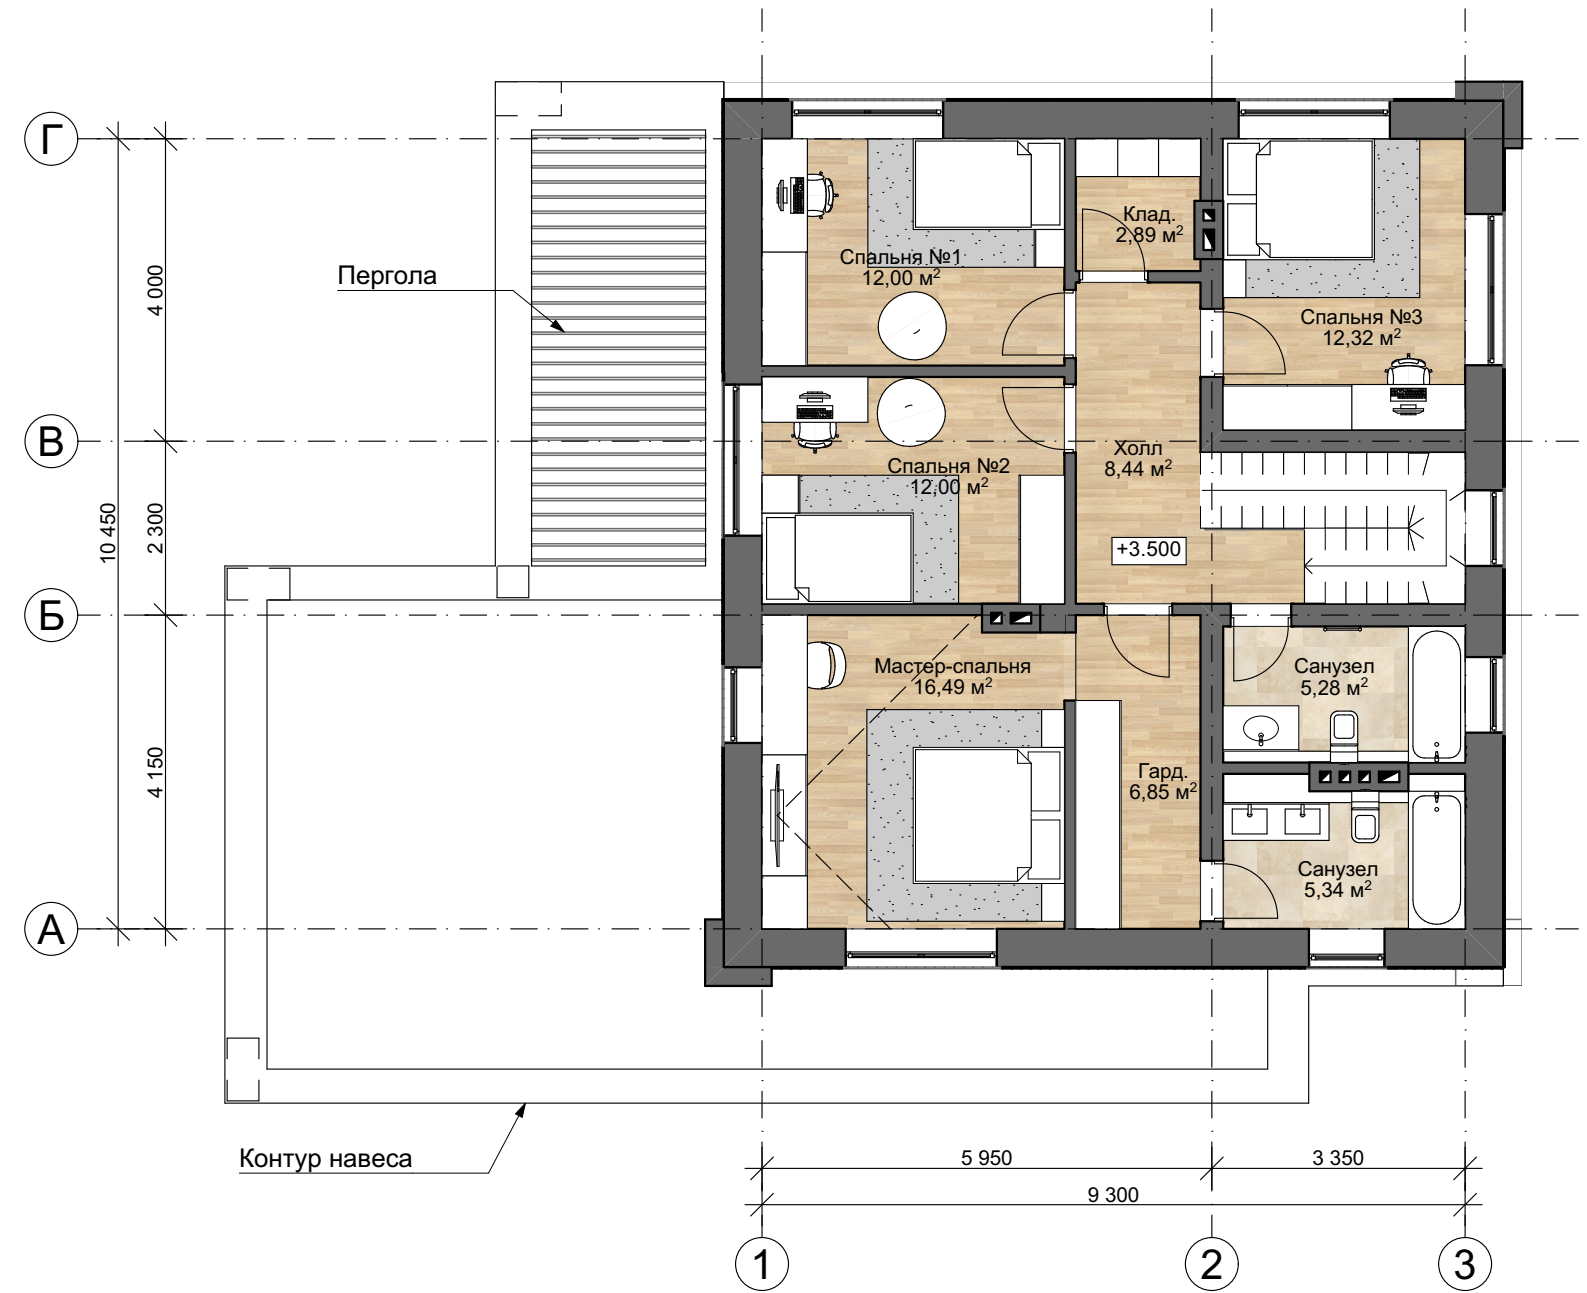 Г
Пергола
4 000
Клад.
2,89 м²
Спальня №1
12,00 м²
Спальня №3
12,32 м²
В
Холл
8,44 м²
Спальня №2
12,00 м²
10 450
2 300
+3.500
Б
Мастер-спальня
16,49 м²
Санузел
5,28 м²
4 150
Гард.
6,85 м²
Санузел
5,34 м²
А
Контур навеса
5 950
3 350
9 300
1
2
3